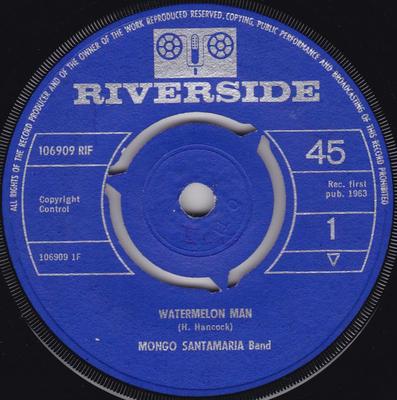 ALL RIGHTS OF THE RECORD PRODUCER AND OF THE OWNER OF THE WORK REPRODUCED RESERVED. COPYING, PUBLIC PERFORMANCE AND BROADCASTING OF THIS RECORD PROHIBITED
RIVERSIDE
106909 RIF
45
Rec. first
pub. 1963
Copyright
Control
1
106909 1F
WATERMELON MAN
(H. Hancock)
MONGO SANTAMARIA Band